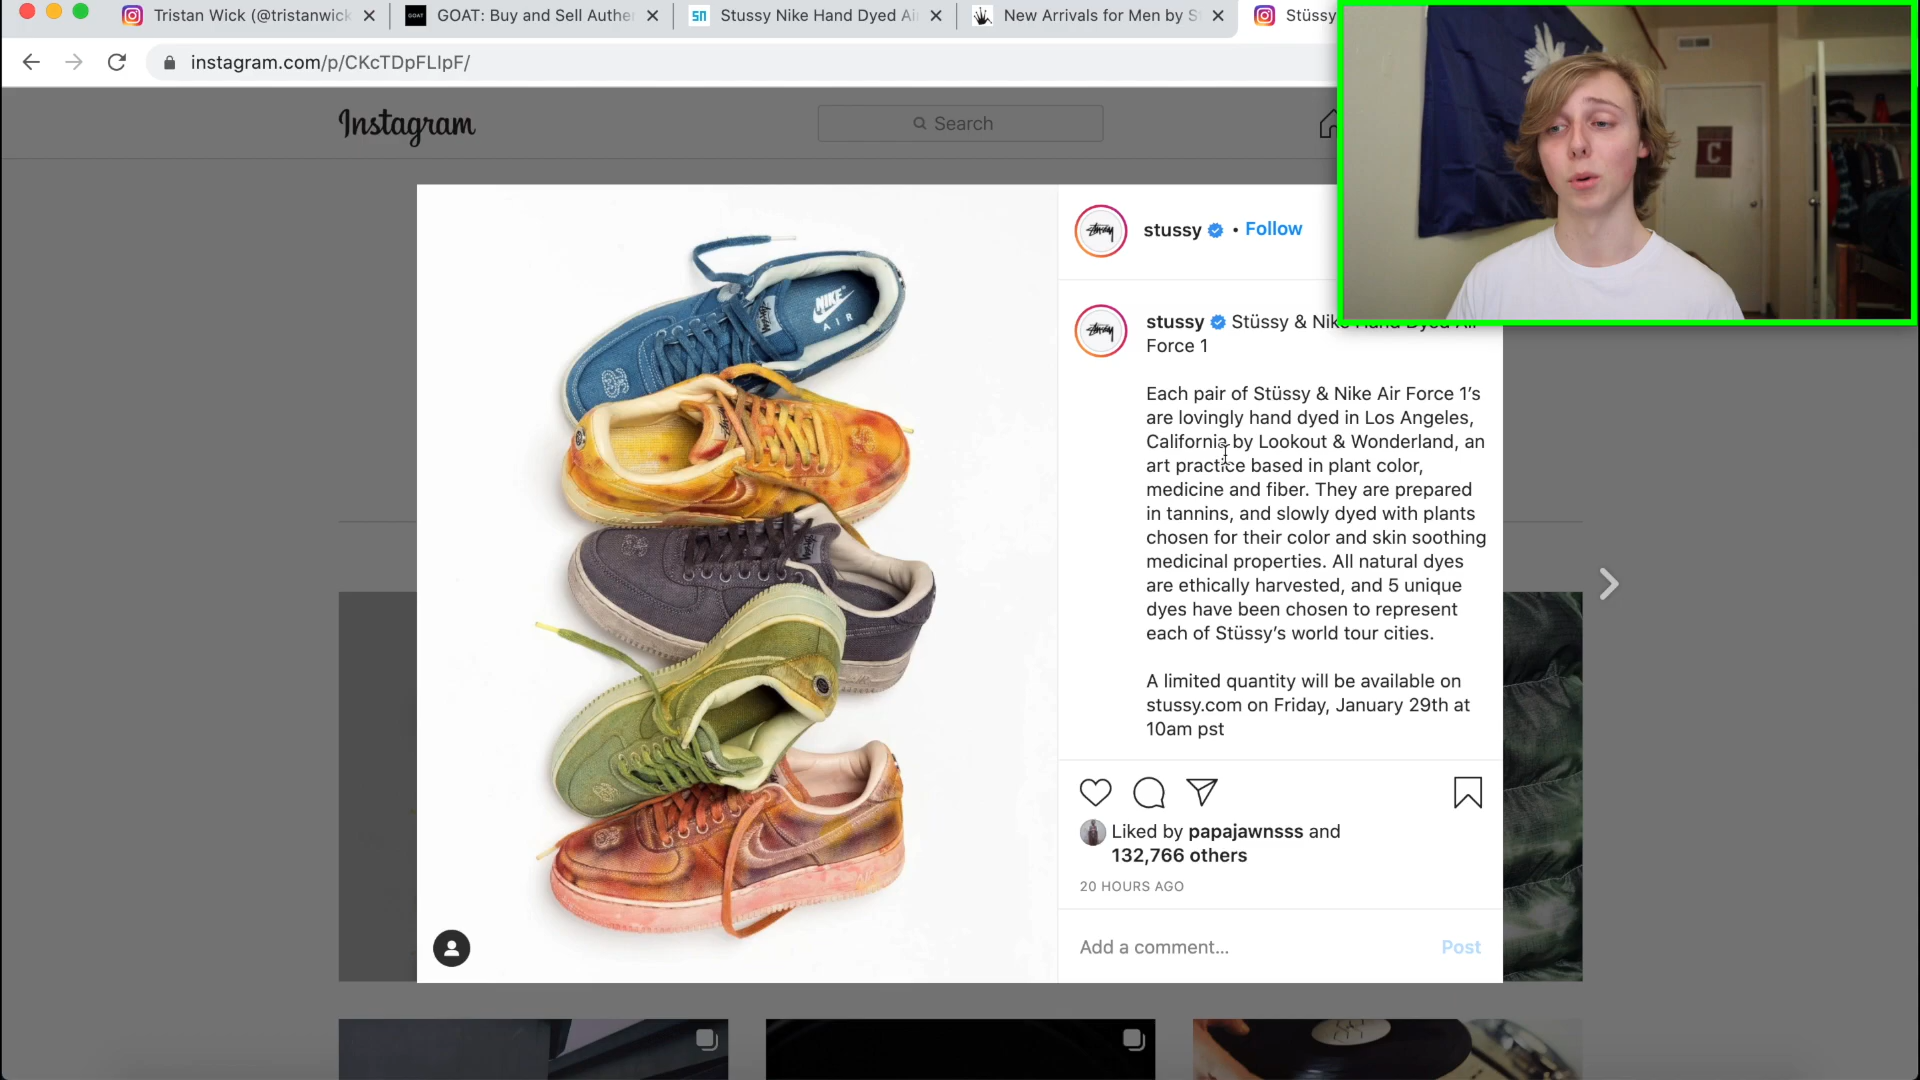 Tristan Wick (@tristanwick
GOAT: Buy and Sell Authe
Stussy Nike Hand Dyed Ai
New Arrivals for Men by S
Stüssy
instagram.com/p/CKcTDpFLlpF/
Instagram
Search
C
stussy • Follow
NIKE
AIR
stussy Stüssy & Nike Hand Dyed Air
Force 1
Each pair of Stüssy & Nike Air Force 1's
are lovingly hand dyed in Los Angeles,
California by Lookout & Wonderland, an
art practice based in plant color,
medicine and fiber. They are prepared
in tannins, and slowly dyed with plants
chosen for their color and skin soothing
medicinal properties. All natural dyes
are ethically harvested, and 5 unique
dyes have been chosen to represent
each of Stüssy's world tour cities.
A limited quantity will be available on
stussy.com on Friday, January 29th at
10am pst
Liked by papajawnsss and
132,766 others
20 HOURS AGO
Add a comment...
Post